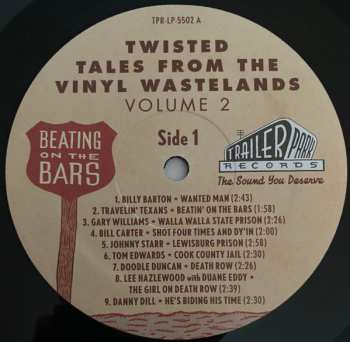 TPR-LP-5502 A
TWISTED
TALES FROM THE
VINYL WASTELANDS
VOLUME 2
Side 1
BEATING
ON THE
BARS
TRAILER PARK
RECORDS
The Sound You Deserve
1. BILLY BARTON • WANTED MAN (2:43)
2. TRAVELIN' TEXANS • BEATIN' ON THE BARS (1:58)
3. GARY WILLIAMS • WALLA WALLA STATE PRISON (2:26)
4. BILL CARTER • SHOT FOUR TIMES AND DY'IN (2:00)
5. JOHNNY STARR • LEWISBURG PRISON (2:58)
6. TOM EDWARDS • COOK COUNTY JAIL (2:30)
7. DOODLE DUNCAN • DEATH ROW (2:41)
8. LEE HAZLEWOOD with DUANE EDDY •
THE GIRL ON DEATH ROW (2:39)
9. DANNY DILL • HE'S BIDING HIS TIME (2:30)